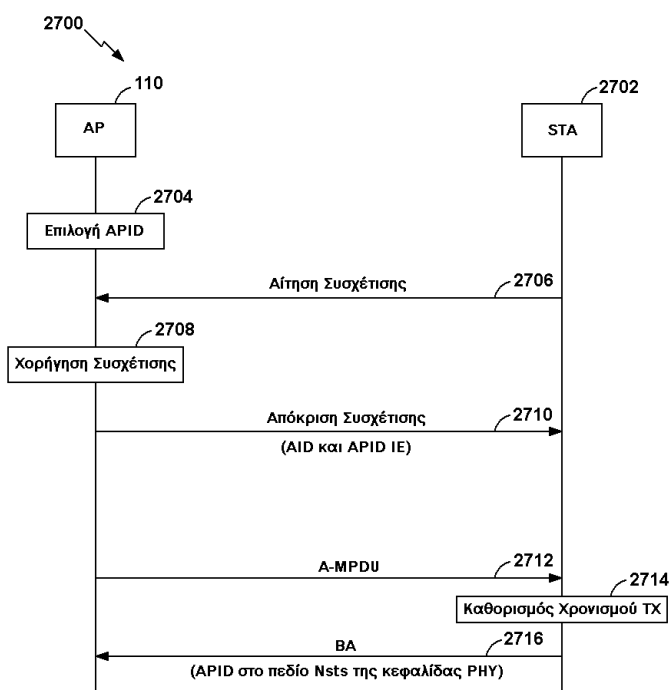 2700
110
2702
AP
STA
2704
Επιλογή APID
Αίτηση Συσχέτισης
2706
2708
Χορήγηση Συσχέτισης
Απόκριση Συσχέτισης
2710
(AID και APID IE)
A-MPDU
2712
2714
Καθορισμός Χρονισμού TX
BA
2716
(APID στο πεδίο Nsts της κεφαλίδας PHY)